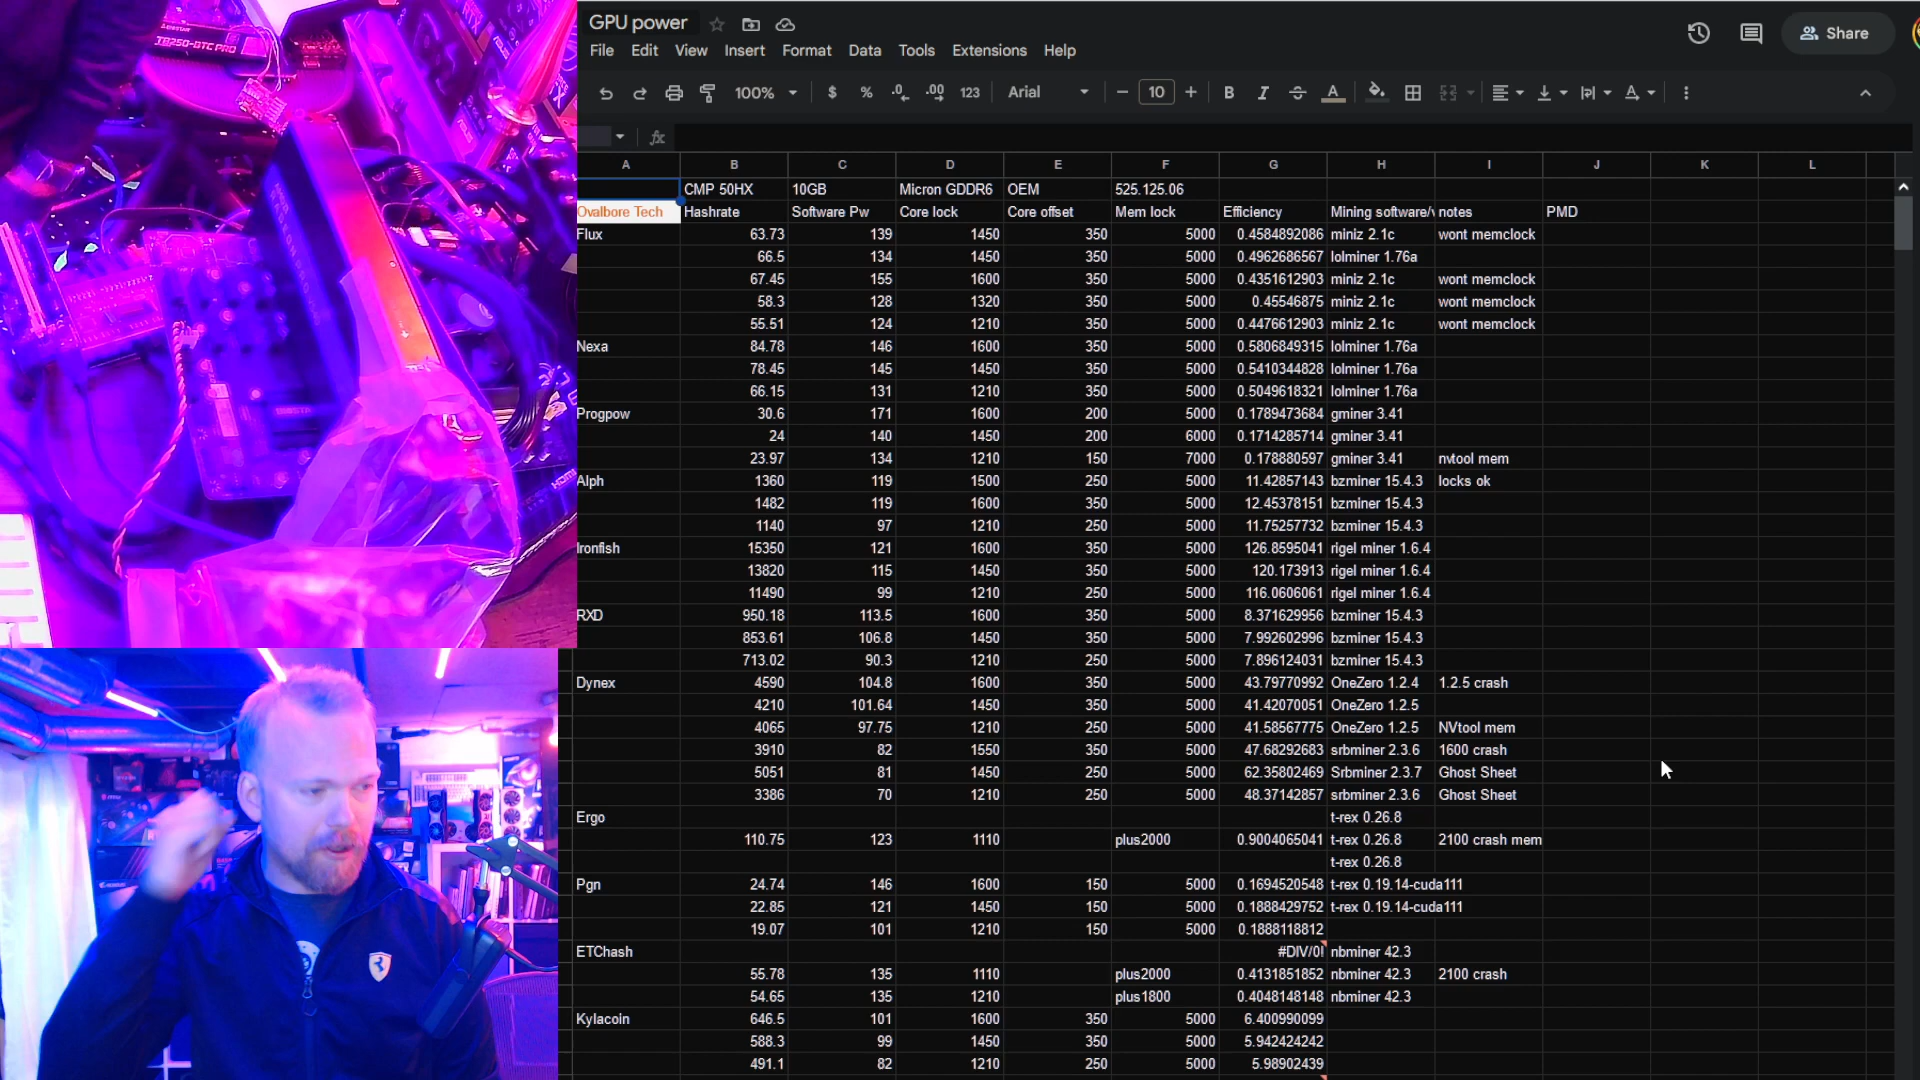 GPU power
File Edit View Insert Format Data Tools Extensions Help
Share
100% $ % .0 .00 123 Arial 10 B I A
fx
A B C D E F G H I J K L
CMP 50HX 10GB Micron GDDR6 OEM 525.125.06
Ovalbore Tech Hashrate Software Pw Core lock Core offset Mem lock Efficiency Mining software/v notes PMD
Flux 63.73 139 1450 350 5000 0.4584892086 miniz 2.1c wont memclock
66.5 134 1450 350 5000 0.4962686567 lolminer 1.76a
67.45 155 1600 350 5000 0.4351612903 miniz 2.1c wont memclock
58.3 128 1320 350 5000 0.45546875 miniz 2.1c wont memclock
55.51 124 1210 350 5000 0.4476612903 miniz 2.1c wont memclock
Nexa 84.78 146 1600 350 5000 0.5806849315 lolminer 1.76a
78.45 145 1450 350 5000 0.5410344828 lolminer 1.76a
66.15 131 1210 350 5000 0.5049618321 lolminer 1.76a
Progpow 30.6 171 1600 200 5000 0.1789473684 gminer 3.41
24 140 1450 200 6000 0.1714285714 gminer 3.41
23.97 134 1210 150 7000 0.178880597 gminer 3.41 nvtool mem
Alph 1360 119 1500 250 5000 11.42857143 bzminer 15.4.3 locks ok
1482 119 1600 250 5000 12.45378151 bzminer 15.4.3
1140 97 1210 250 5000 11.75257732 bzminer 15.4.3
Ironfish 15350 121 1600 350 5000 126.8595041 rigel miner 1.6.4
13820 115 1450 350 5000 120.173913 rigel miner 1.6.4
11490 99 1210 250 5000 116.0606061 rigel miner 1.6.4
RXD 950.18 113.5 1600 350 5000 8.371629956 bzminer 15.4.3
853.61 106.8 1450 350 5000 7.992602996 bzminer 15.4.3
713.02 90.3 1210 250 5000 7.896124031 bzminer 15.4.3
Dynex 4590 104.8 1600 350 5000 43.79770992 OneZero 1.2.4 1.2.5 crash
4210 101.64 1450 350 5000 41.42070051 OneZero 1.2.5
4065 97.75 1210 250 5000 41.58567775 OneZero 1.2.5 NVtool mem
3910 82 1550 350 5000 47.68292683 srbminer 2.3.6 1600 crash
5051 81 1450 250 5000 62.35802469 Srbminer 2.3.7 Ghost Sheet
3386 70 1210 250 5000 48.37142857 srbminer 2.3.6 Ghost Sheet
Ergo t-rex 0.26.8
110.75 123 1110 plus2000 0.9004065041 t-rex 0.26.8 2100 crash mem
t-rex 0.26.8
Pgn 24.74 146 1600 150 5000 0.1694520548 t-rex 0.19.14-cuda111
22.85 121 1450 150 5000 0.1888429752 t-rex 0.19.14-cuda111
19.07 101 1210 150 5000 0.1888118812
ETChash #DIV/0! nbminer 42.3
55.78 135 1110 plus2000 0.4131851852 nbminer 42.3 2100 crash
54.65 135 1210 plus1800 0.4048148148 nbminer 42.3
Kylacoin 646.5 101 1600 350 5000 6.400990099
588.3 99 1450 350 5000 5.942424242
491.1 82 1210 250 5000 5.98902439
TB250-BTC PRO
HDMI